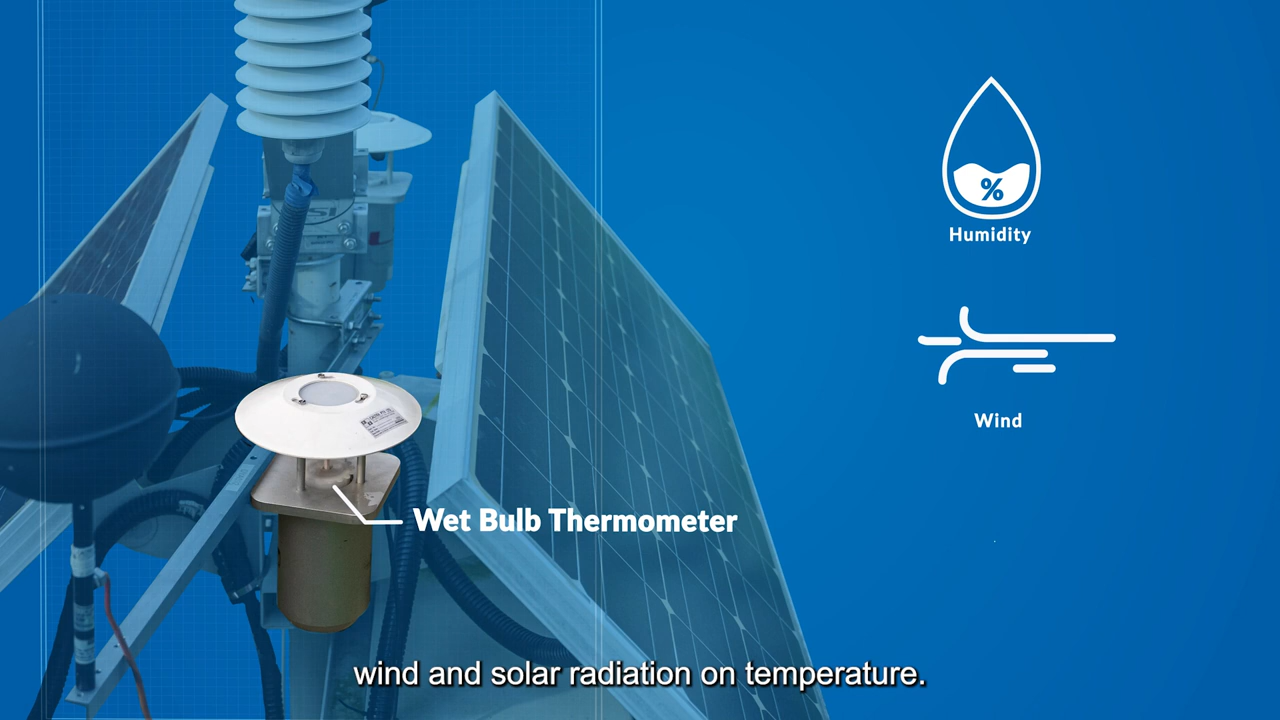 %
Humidity
Wind
Wet Bulb Thermometer
wind and solar radiation on temperature.